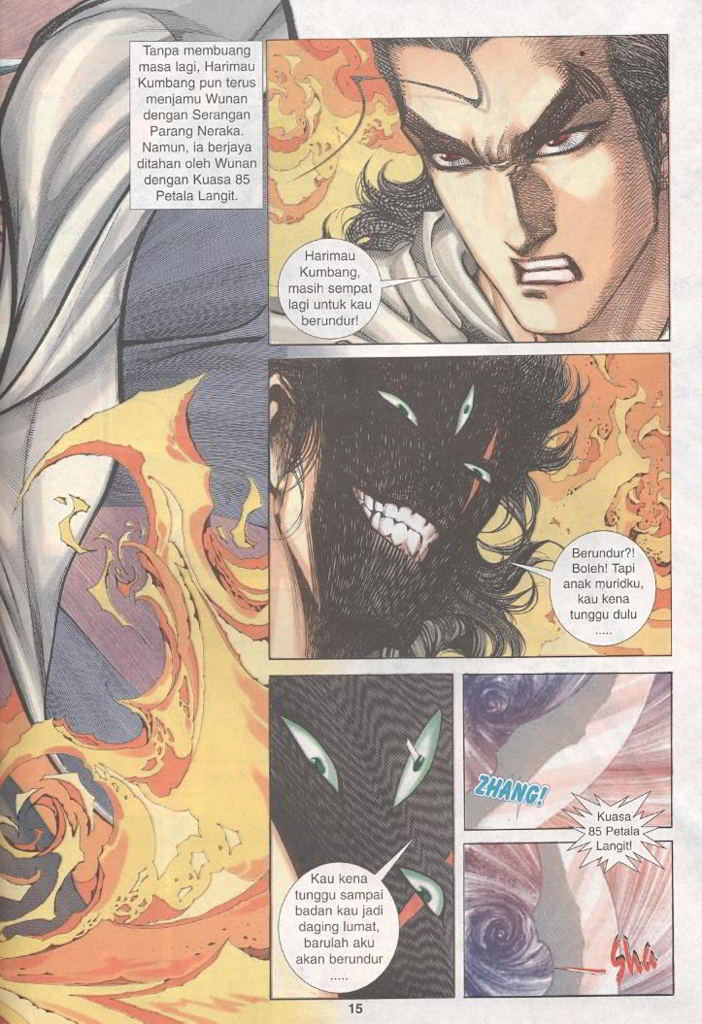 Tanpa membuang
masa lagi, Harimau
Kumbang pun terus
menjamu Wunan
dengan Serangan
Parang Neraka.
Namun, ia berjaya
ditahan oleh Wunan
dengan Kuasa 85
Petala Langit.
Harimau
Kumbang,
masih sempat
lagi untuk kau
berundur!
Berundur?!
Boleh! Tapi
anak muridku,
kau kena
tunggu dulu
.....
Kau kena
tunggu sampai
badan kau jadi
daging lumat,
barulah aku
akan berundur
.....
ZHANG!
Kuasa
85 Petala
Langit!
Sha
15